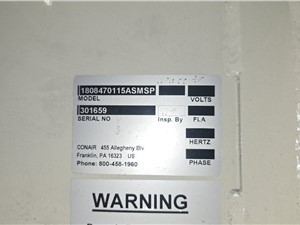 1808470115ASMSP
MODEL VOLTS
301659
SERIAL NO Insp. By FLA
HERTZ
CONAIR 455 Allegheny Blv
Franklin, PA 16323 US
PHASE
Phone: 800-458-1960
WARNING